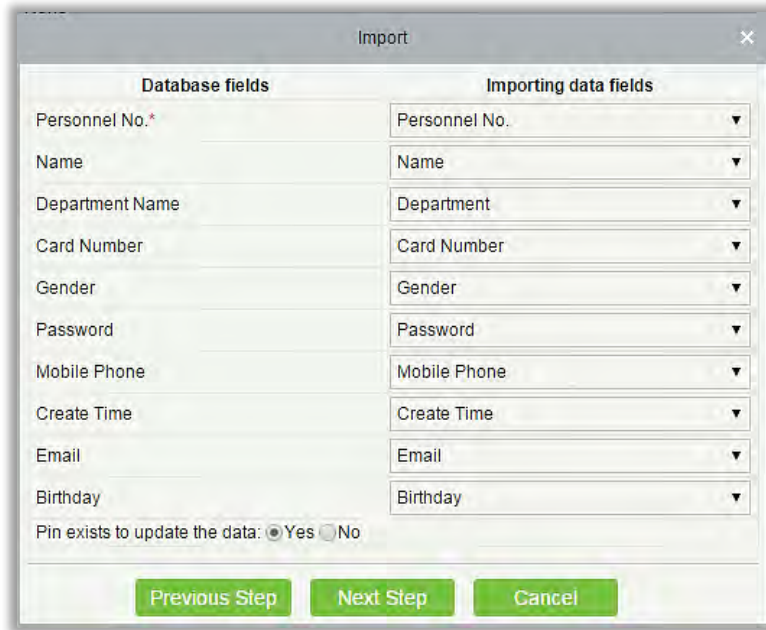 Import ×
Database fields Importing data fields
Personnel No.* Personnel No. ▼
Name Name ▼
Department Name Department ▼
Card Number Card Number ▼
Gender Gender ▼
Password Password ▼
Mobile Phone Mobile Phone ▼
Create Time Create Time ▼
Email Email ▼
Birthday Birthday ▼
Pin exists to update the data: Yes No
Previous Step Next Step Cancel